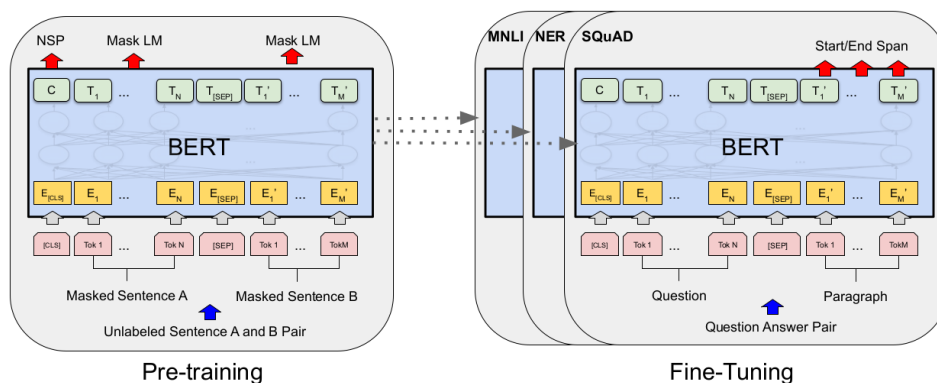 NSP Mask LM Mask LM
C T1 ... TN T[SEP] T1' ... TM'
...
BERT
...
E[CLS] E1 ... EN E[SEP] E1' ... EM'
[CLS] Tok 1 ... Tok N [SEP] Tok 1 ... TokM
Masked Sentence A Masked Sentence B
Unlabeled Sentence A and B Pair
Pre-training
MNLI NER SQuAD
Start/End Span
C T1 ... TN T[SEP] T1' ... TM'
...
BERT
...
E[CLS] E1 ... EN E[SEP] E1' ... EM'
[CLS] Tok 1 ... Tok N [SEP] Tok 1 ... TokM
Question Paragraph
Question Answer Pair
Fine-Tuning